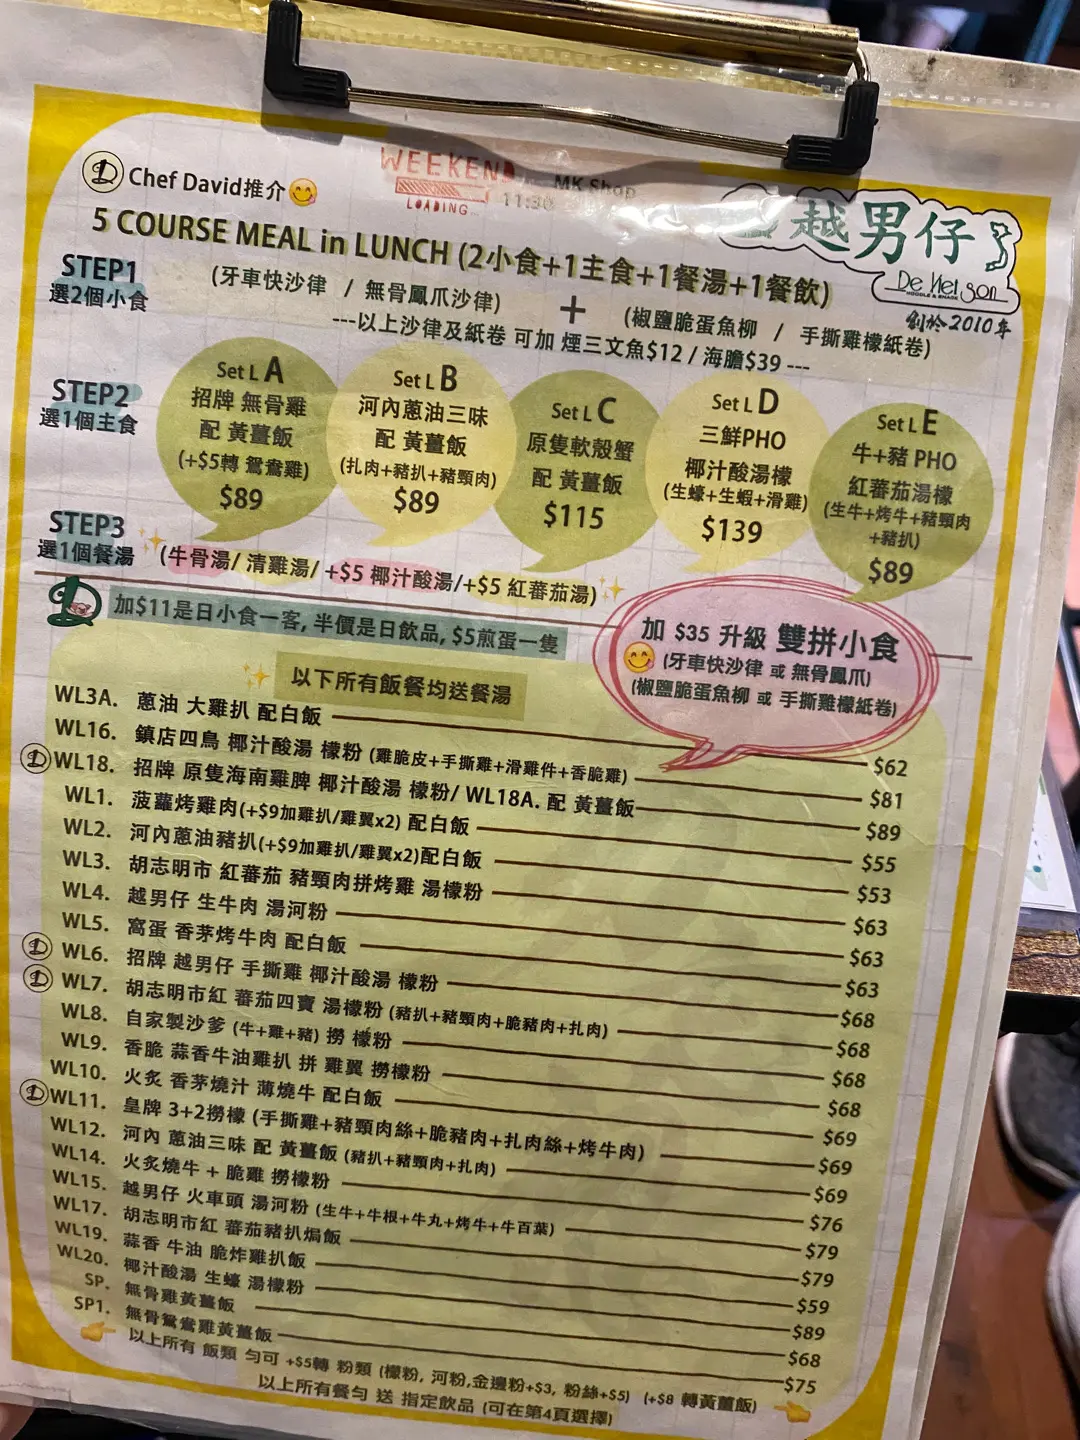 WEEKEND
LOADING
11:30
MK Shop
Chef David推介
越男仔
De Viet Son
NOODLE & SNACK
創於2010年
5 COURSE MEAL in LUNCH (2小食+1主食+1餐湯+1餐飲)
STEP1
選2個小食
(牙車快沙律 / 無骨鳳爪沙律) + (椒鹽脆蛋魚柳 / 手撕雞檬紙卷)
---以上沙律及紙卷 可加 煙三文魚$12 / 海膽$39 ---
STEP2
選1個主食
Set L A
招牌 無骨雞
配 黃薑飯
(+$5轉 鴛鴦雞)
$89
Set L B
河內蔥油三味
配 黃薑飯
(扎肉+豬扒+豬頸肉)
$89
Set L C
原隻軟殼蟹
配 黃薑飯
$115
Set L D
三鮮PHO
椰汁酸湯檬
(生蠔+生蝦+滑雞)
$139
Set L E
牛+豬 PHO
紅蕃茄湯檬
(生牛+烤牛+豬頸肉
+豬扒)
$89
STEP3
選1個餐湯
(牛骨湯/ 清雞湯/ +$5 椰汁酸湯/+$5 紅蕃茄湯)
加$11是日小食一客, 半價是日飲品, $5煎蛋一隻
加 $35 升級 雙拼小食
(牙車快沙律 或 無骨鳳爪)
(椒鹽脆蛋魚柳 或 手撕雞檬紙卷)
以下所有飯餐均送餐湯
WL3A. 蔥油 大雞扒 配白飯 $62
WL16. 鎮店四鳥 椰汁酸湯 檬粉 (雞脆皮+手撕雞+滑雞件+香脆雞) $81
WL18. 招牌 原隻海南雞髀 椰汁酸湯 檬粉/ WL18A. 配 黃薑飯 $89
WL1. 菠蘿烤雞肉(+$9加雞扒/雞翼x2) 配白飯 $55
WL2. 河內蔥油豬扒(+$9加雞扒/雞翼x2)配白飯 $53
WL3. 胡志明市 紅蕃茄 豬頸肉拼烤雞 湯檬粉 $63
WL4. 越男仔 生牛肉 湯河粉 $63
WL5. 窩蛋 香茅烤牛肉 配白飯 $63
WL6. 招牌 越男仔 手撕雞 椰汁酸湯 檬粉 $68
WL7. 胡志明市紅 蕃茄四寶 湯檬粉 (豬扒+豬頸肉+脆豬肉+扎肉) $68
WL8. 自家製沙爹 (牛+雞+豬) 撈 檬粉 $68
WL9. 香脆 蒜香牛油雞扒 拼 雞翼 撈檬粉 $68
WL10. 火炙 香茅燒汁 薄燒牛 配白飯 $69
WL11. 皇牌 3+2撈檬 (手撕雞+豬頸肉絲+脆豬肉+扎肉絲+烤牛肉) $69
WL12. 河內 蔥油三味 配 黃薑飯 (豬扒+豬頸肉+扎肉) $69
WL14. 火炙燒牛 + 脆雞 撈檬粉 $76
WL15. 越男仔 火車頭 湯河粉 (生牛+牛根+牛丸+烤牛+牛百葉) $79
WL17. 胡志明市紅 蕃茄豬扒焗飯 $79
WL19. 蒜香 牛油 脆炸雞扒飯 $59
WL20. 椰汁酸湯 生蠔 湯檬粉 $89
SP. 無骨雞黃薑飯 $68
SP1. 無骨鴛鴦雞黃薑飯 $75
以上所有 飯類 勻可 +$5轉 粉類 (檬粉, 河粉,金邊粉+$3, 粉絲+$5) (+$8 轉黃薑飯)
以上所有餐勻 送 指定飲品 (可在第4頁選擇)